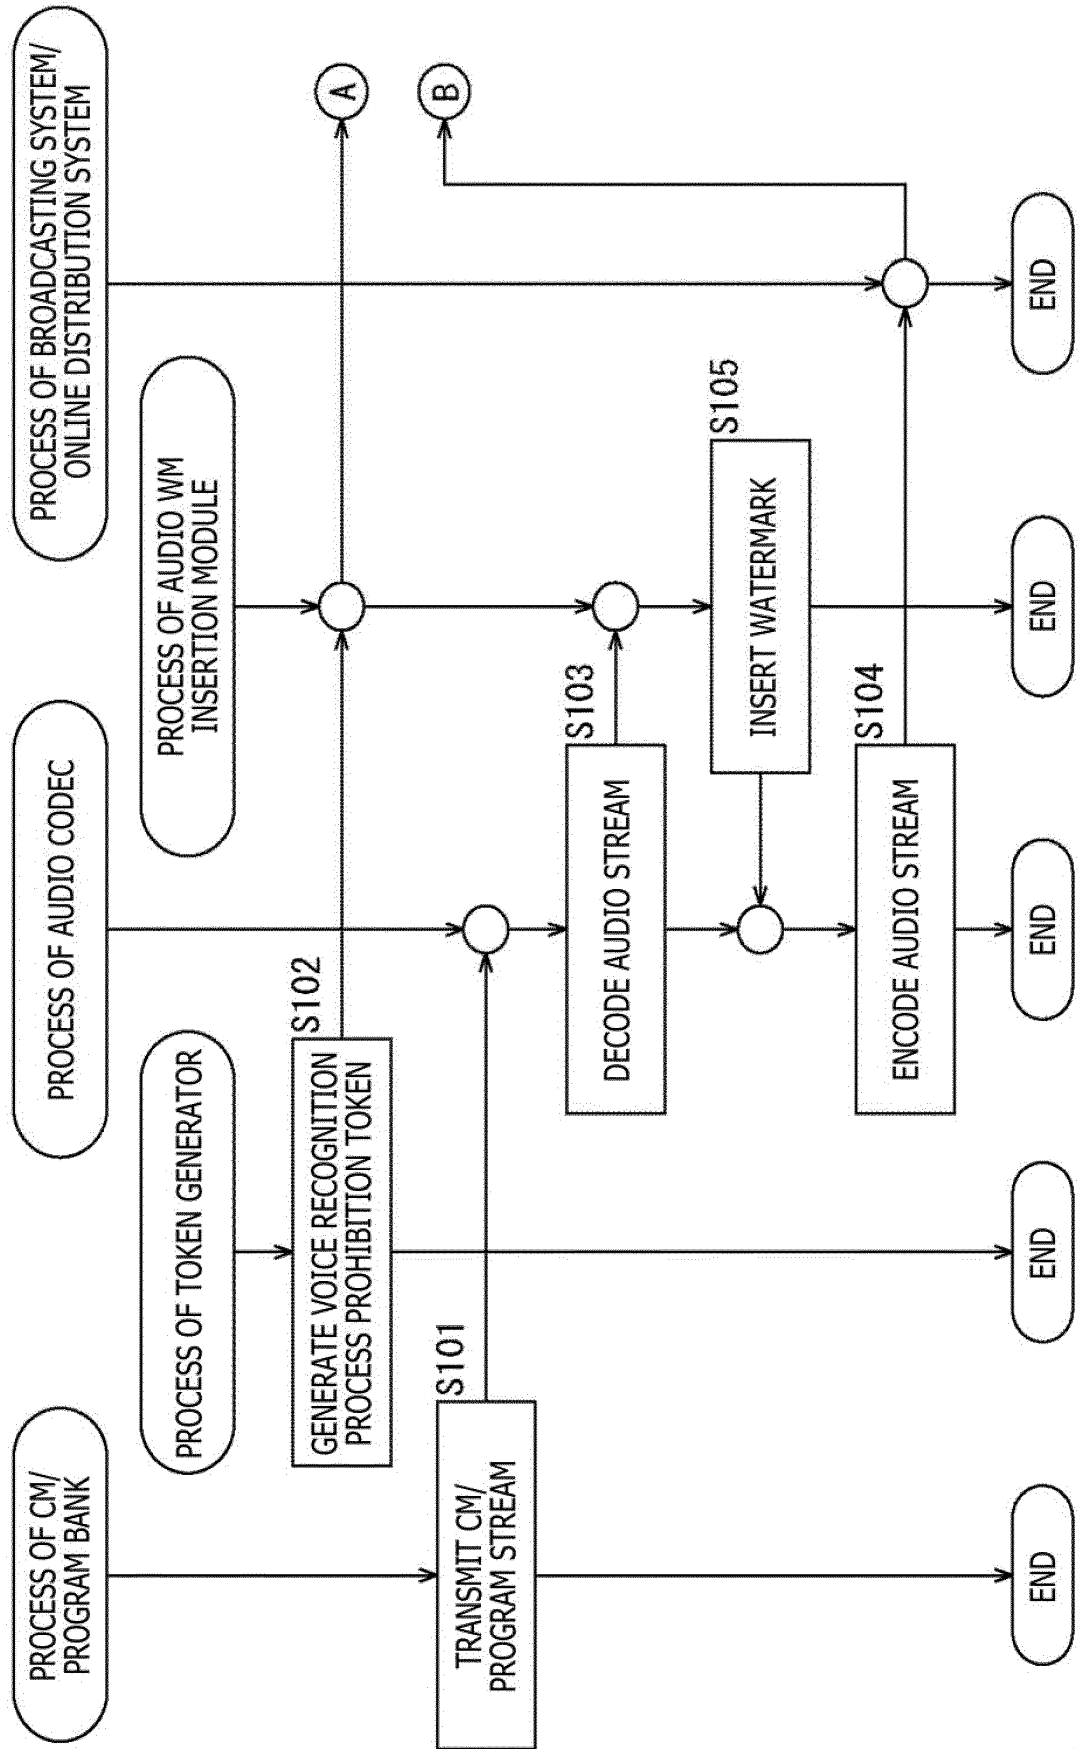 PROCESS OF CM/
PROGRAM BANK
PROCESS OF TOKEN GENERATOR
PROCESS OF AUDIO CODEC
PROCESS OF AUDIO WM
INSERTION MODULE
PROCESS OF BROADCASTING SYSTEM/
ONLINE DISTRIBUTION SYSTEM
S102
GENERATE VOICE RECOGNITION
PROCESS PROHIBITION TOKEN
A
S101
TRANSMIT CM/
PROGRAM STREAM
B
S103
DECODE AUDIO STREAM
S105
INSERT WATERMARK
S104
ENCODE AUDIO STREAM
END
END
END
END
END